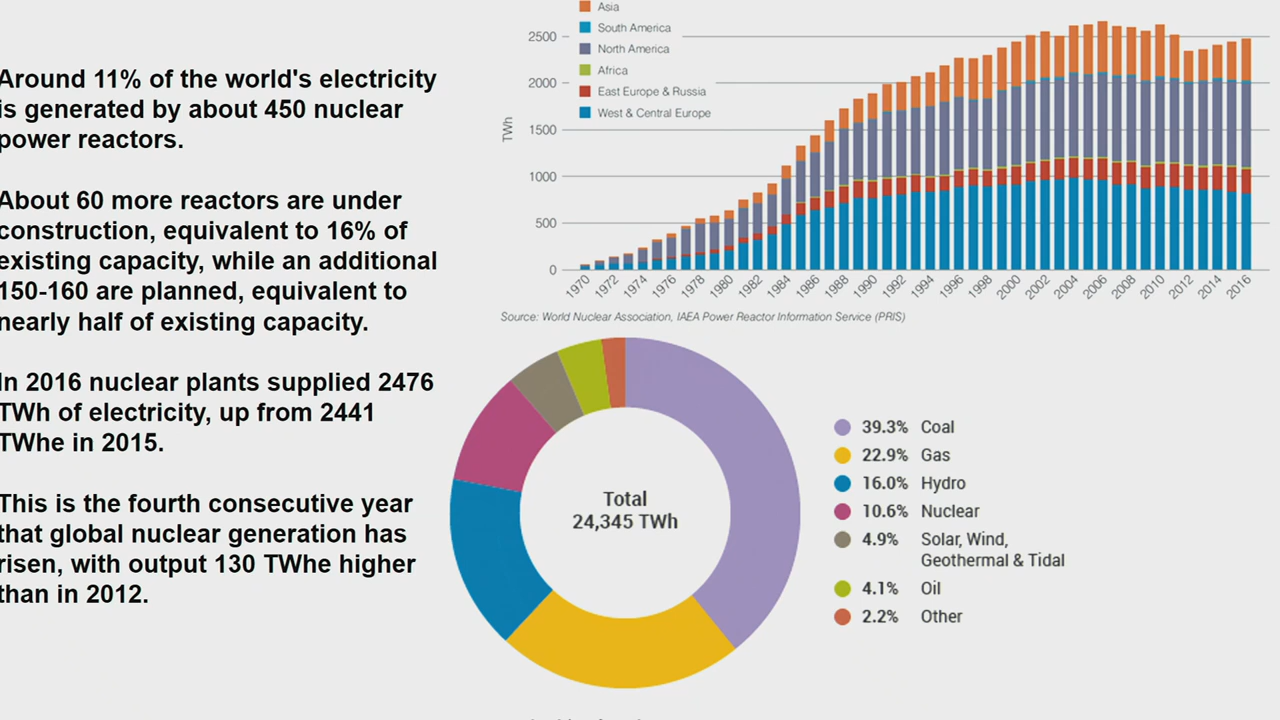 Around 11% of the world's electricity
is generated by about 450 nuclear
power reactors.
About 60 more reactors are under
construction, equivalent to 16% of
existing capacity, while an additional
150-160 are planned, equivalent to
nearly half of existing capacity.
In 2016 nuclear plants supplied 2476
TWh of electricity, up from 2441
TWhe in 2015.
This is the fourth consecutive year
that global nuclear generation has
risen, with output 130 TWhe higher
than in 2012.
Asia
South America
North America
Africa
East Europe & Russia
West & Central Europe
TWh
2500
2000
1500
1000
500
0
1970
1972
1974
1976
1978
1980
1982
1984
1986
1988
1990
1992
1994
1996
1998
2000
2002
2004
2006
2008
2010
2012
2014
2016
Source: World Nuclear Association, IAEA Power Reactor Information Service (PRIS)
Total
24,345 TWh
39.3% Coal
22.9% Gas
16.0% Hydro
10.6% Nuclear
4.9% Solar, Wind,
Geothermal & Tidal
4.1% Oil
2.2% Other